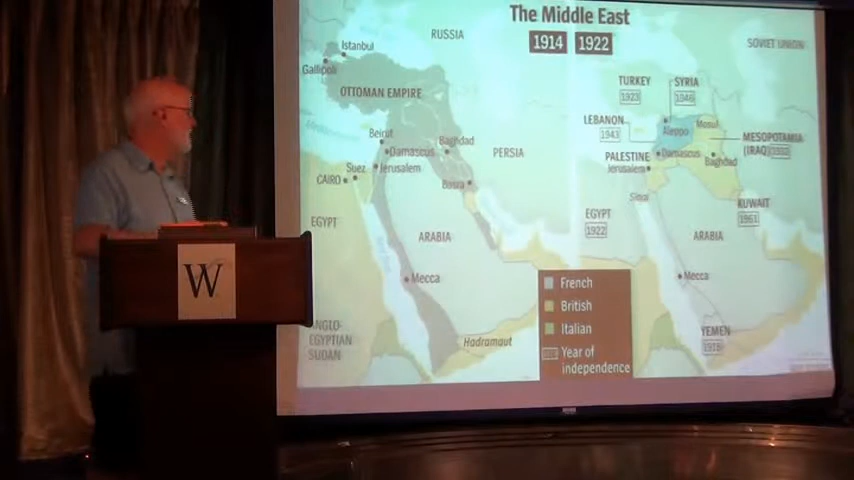 The Middle East
1914 1922
Istanbul
RUSSIA
Gallipoli
OTTOMAN EMPIRE
Beirut
Damascus
Baghdad
PERSIA
Suez
Jerusalem
CAIRO
Basra
EGYPT
ARABIA
Mecca
ANGLO-
EGYPTIAN
SUDAN
Hadramaut
SOVIET UNION
TURKEY
1923
SYRIA
1946
LEBANON
1943
Aleppo
Mosul
MESOPOTAMIA
(IRAQ)
PALESTINE
Damascus
Baghdad
Jerusalem
Sinai
KUWAIT
1961
EGYPT
1922
ARABIA
Mecca
YEMEN
1918
French
British
Italian
Year of
independence
W